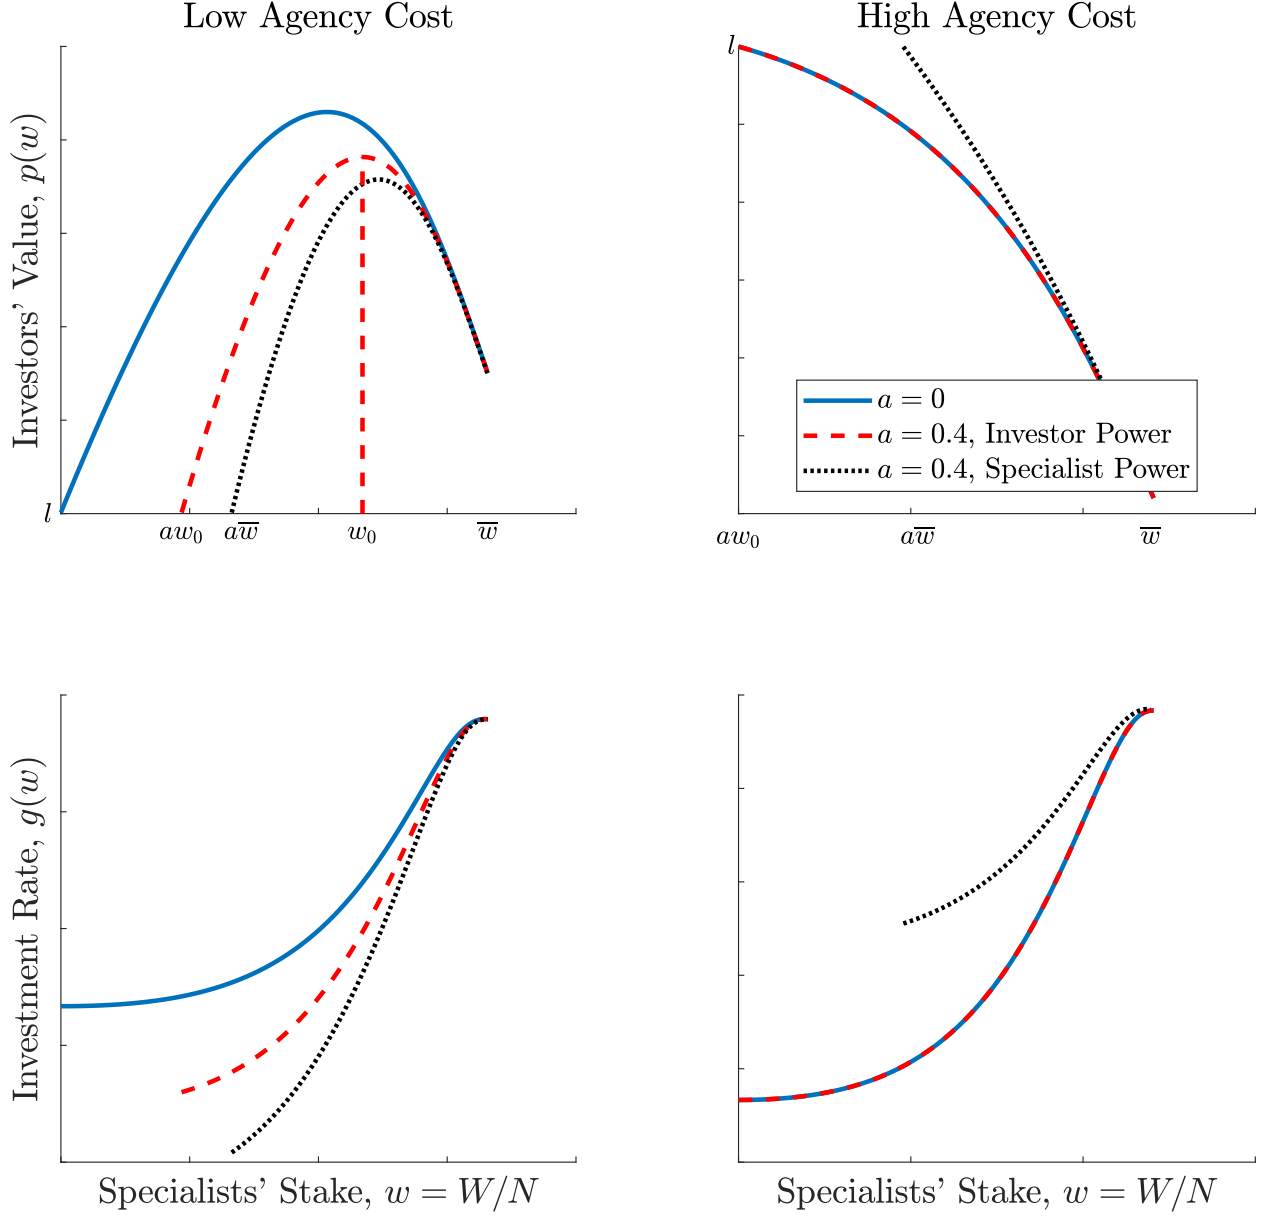 Low Agency Cost
High Agency Cost
Investors' Value, p(w)
l
aw₀
aw̅
w₀
w̅
l
a = 0
a = 0.4, Investor Power
a = 0.4, Specialist Power
aw₀
aw̅
w̅
Investment Rate, g(w)
Specialists' Stake, w = W/N
Specialists' Stake, w = W/N